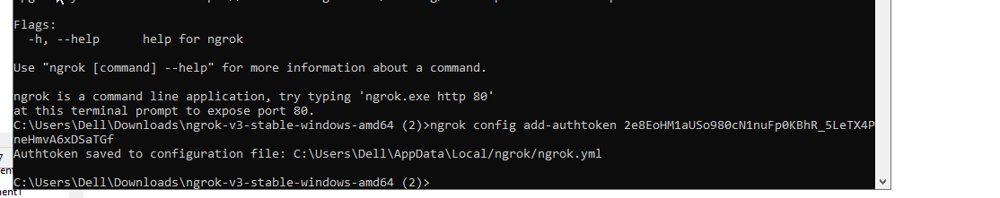 Flags:
-h, --help      help for ngrok
Use "ngrok [command] --help" for more information about a command.
ngrok is a command line application, try typing 'ngrok.exe http 80'
at this terminal prompt to expose port 80.
C:\Users\Dell\Downloads\ngrok-v3-stable-windows-amd64 (2)>ngrok config add-authtoken 2e8EoHM1aUSo980cN1nuFp0KBhR_5LeTX4P
neHmvA6xDSaTGf
Authtoken saved to configuration file: C:\Users\Dell\AppData\Local/ngrok/ngrok.yml
C:\Users\Dell\Downloads\ngrok-v3-stable-windows-amd64 (2)>